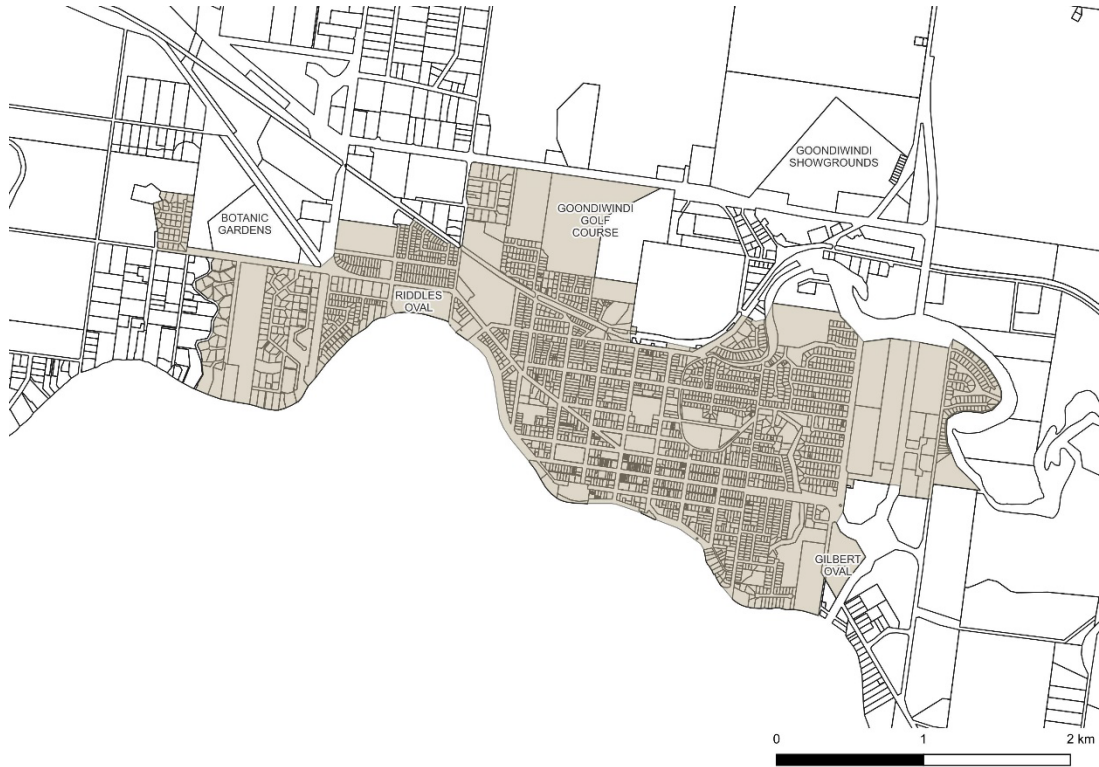 GOONDIWINDI
SHOWGROUNDS
GOONDIWINDI
GOLF
COURSE
BOTANIC
GARDENS
RIDDLES
OVAL
GILBERT
OVAL
0 1 2 km